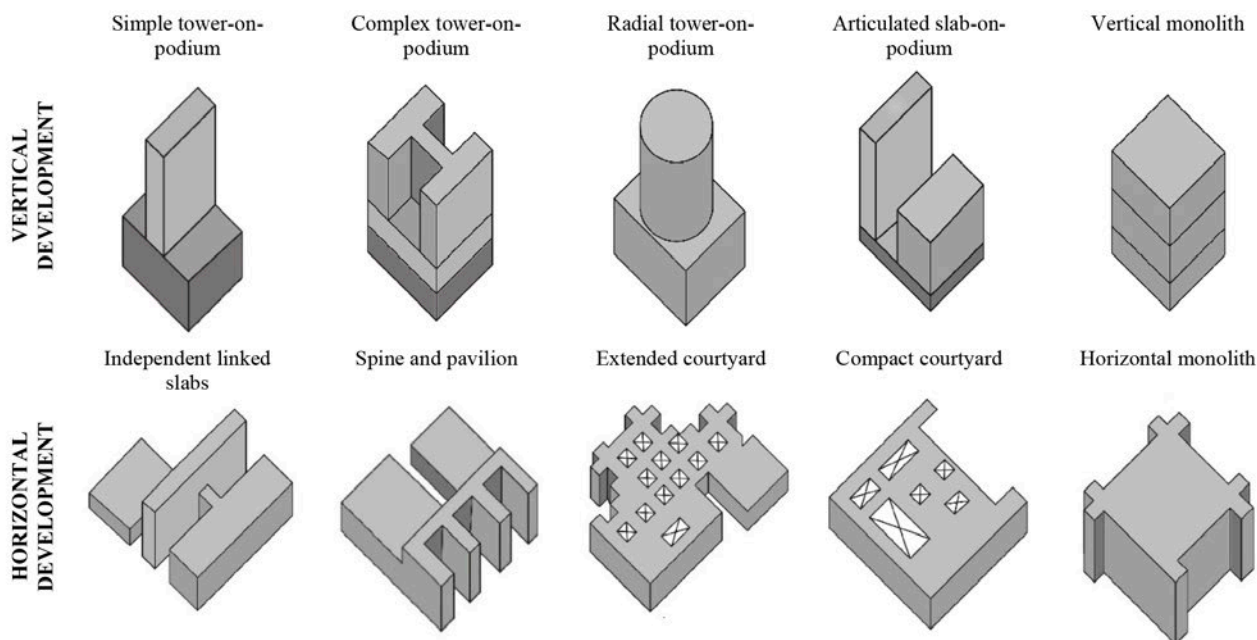 Simple tower-on-
podium
Complex tower-on-
podium
Radial tower-on-
podium
Articulated slab-on-
podium
Vertical monolith
VERTICAL
DEVELOPMENT
Independent linked
slabs
Spine and pavilion
Extended courtyard
Compact courtyard
Horizontal monolith
HORIZONTAL
DEVELOPMENT